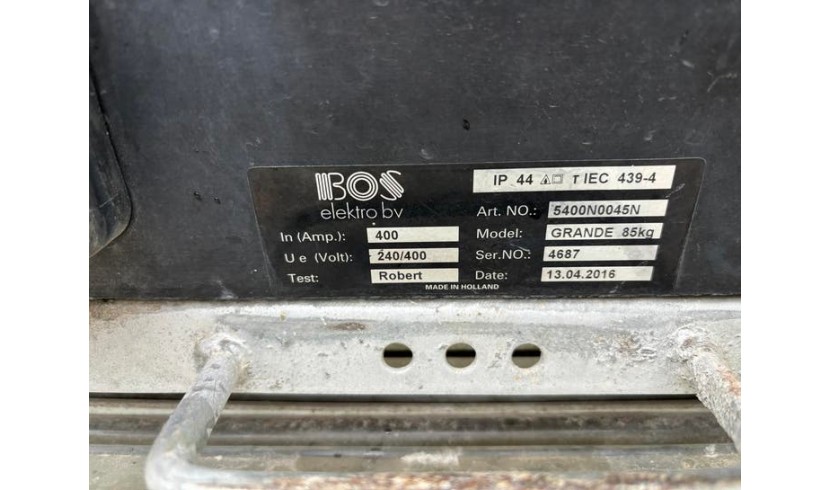 BOS
elektro bv
IP 44 IEC 439-4
Art. NO.: 5400N0045N
In (Amp.): 400
Model: GRANDE 85kg
U e (Volt): 240/400
Ser.NO.: 4687
Test: Robert
Date: 13.04.2016
MADE IN HOLLAND